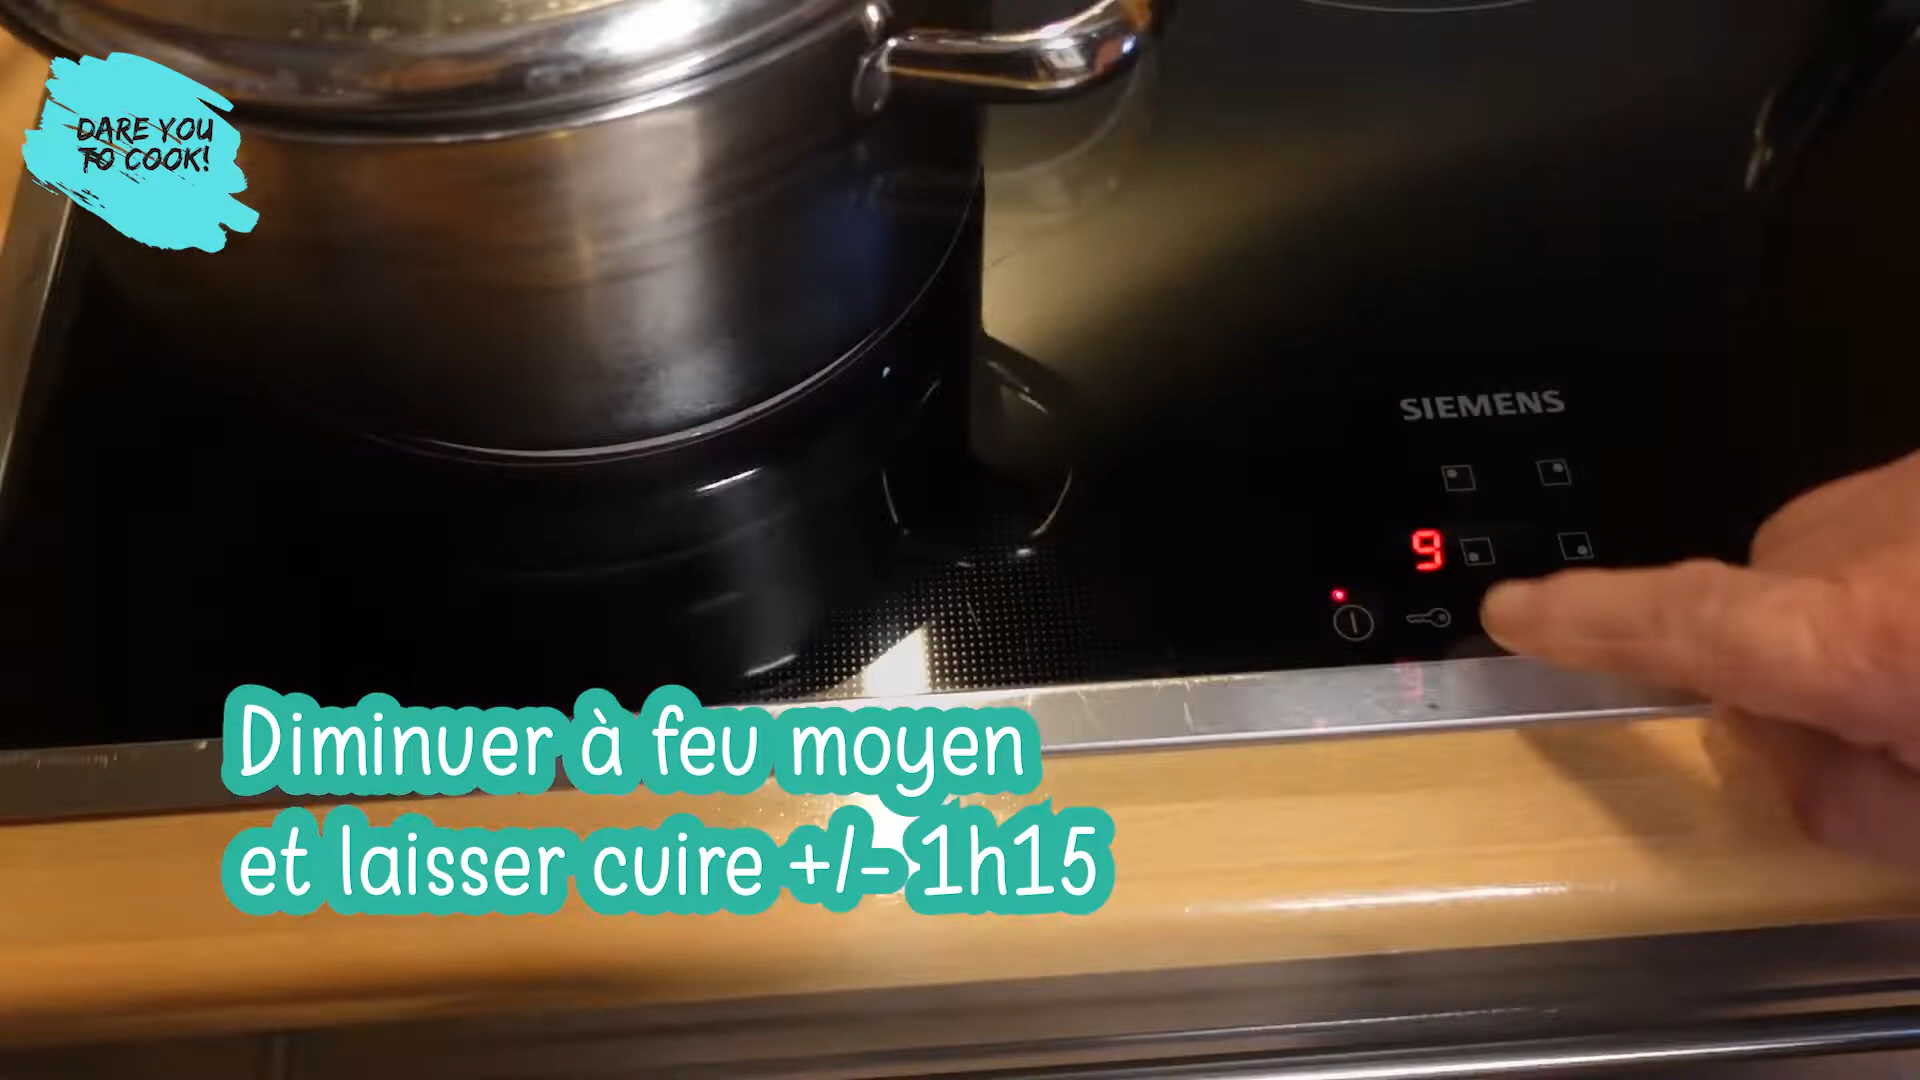 DARE YOU
TO COOK!
SIEMENS
9
Diminuer à feu moyen
et laisser cuire +/- 1h15